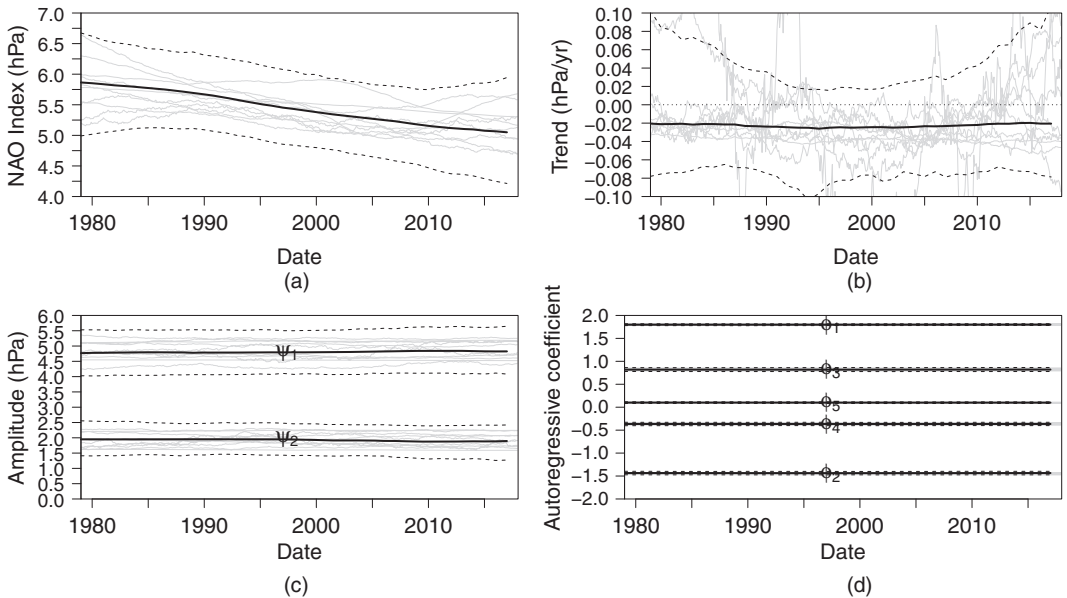 7.0
6.5
6.0
5.5
5.0
4.5
4.0
NAO Index (hPa)
1980 1990 2000 2010
Date
(a)
0.10
0.08
0.06
0.04
0.02
0.00
−0.02
−0.04
−0.06
−0.08
−0.10
Trend (hPa/yr)
1980 1990 2000 2010
Date
(b)
6.0
5.5
5.0
4.5
4.0
3.5
3.0
2.5
2.0
1.5
1.0
0.5
0.0
Amplitude (hPa)
ψ1
ψ2
1980 1990 2000 2010
Date
(c)
2.0
1.5
1.0
0.5
0.0
−0.5
−1.0
−1.5
−2.0
Autoregressive coefficient
ϕ1
ϕ3
ϕ5
ϕ4
ϕ2
1980 1990 2000 2010
Date
(d)